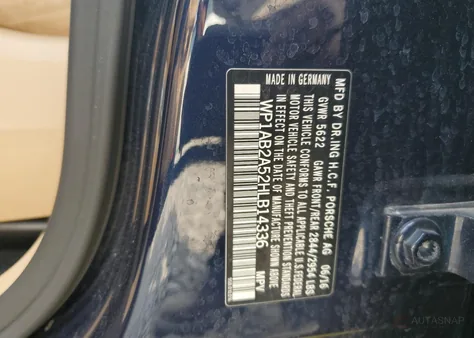 MFD BY DR.ING H.C.F. PORSCHE AG 06/16
GVWR 5622 GAWR FRONT/REAR 2844/2954 LBS
THIS VEHICLE CONFORMS TO ALL APPLICABLE U.S. FEDERAL
MOTOR VEHICLE SAFETY AND THEFT PREVENTION STANDARDS
IN EFFECT ON THE DATE OF MANUFACTURE SHOWN ABOVE
MADE IN GERMANY
WP1AB2A52HLB14336 MPV
AUTASNAP